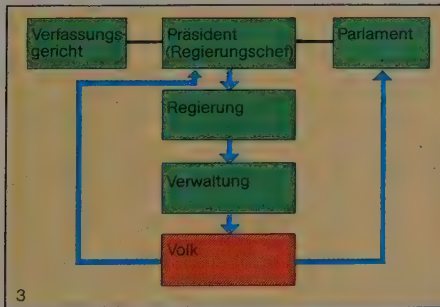 Verfassungs-
gericht
Präsident
(Regierungschef)
Parlament
Regierung
Verwaltung
Volk
3